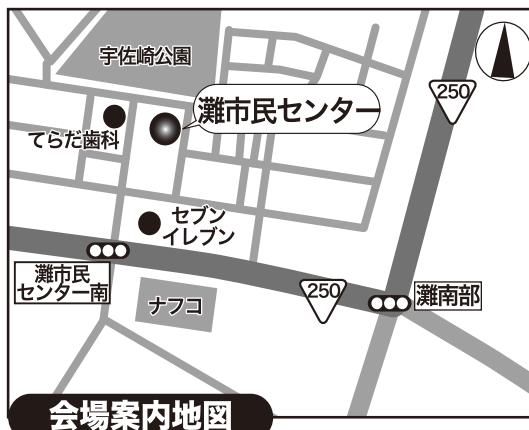 宇佐崎公園
250
灘市民センター
てらだ歯科
セブン
イレブン
灘市民
センター南
ナフコ
250
灘南部
会場案内地図